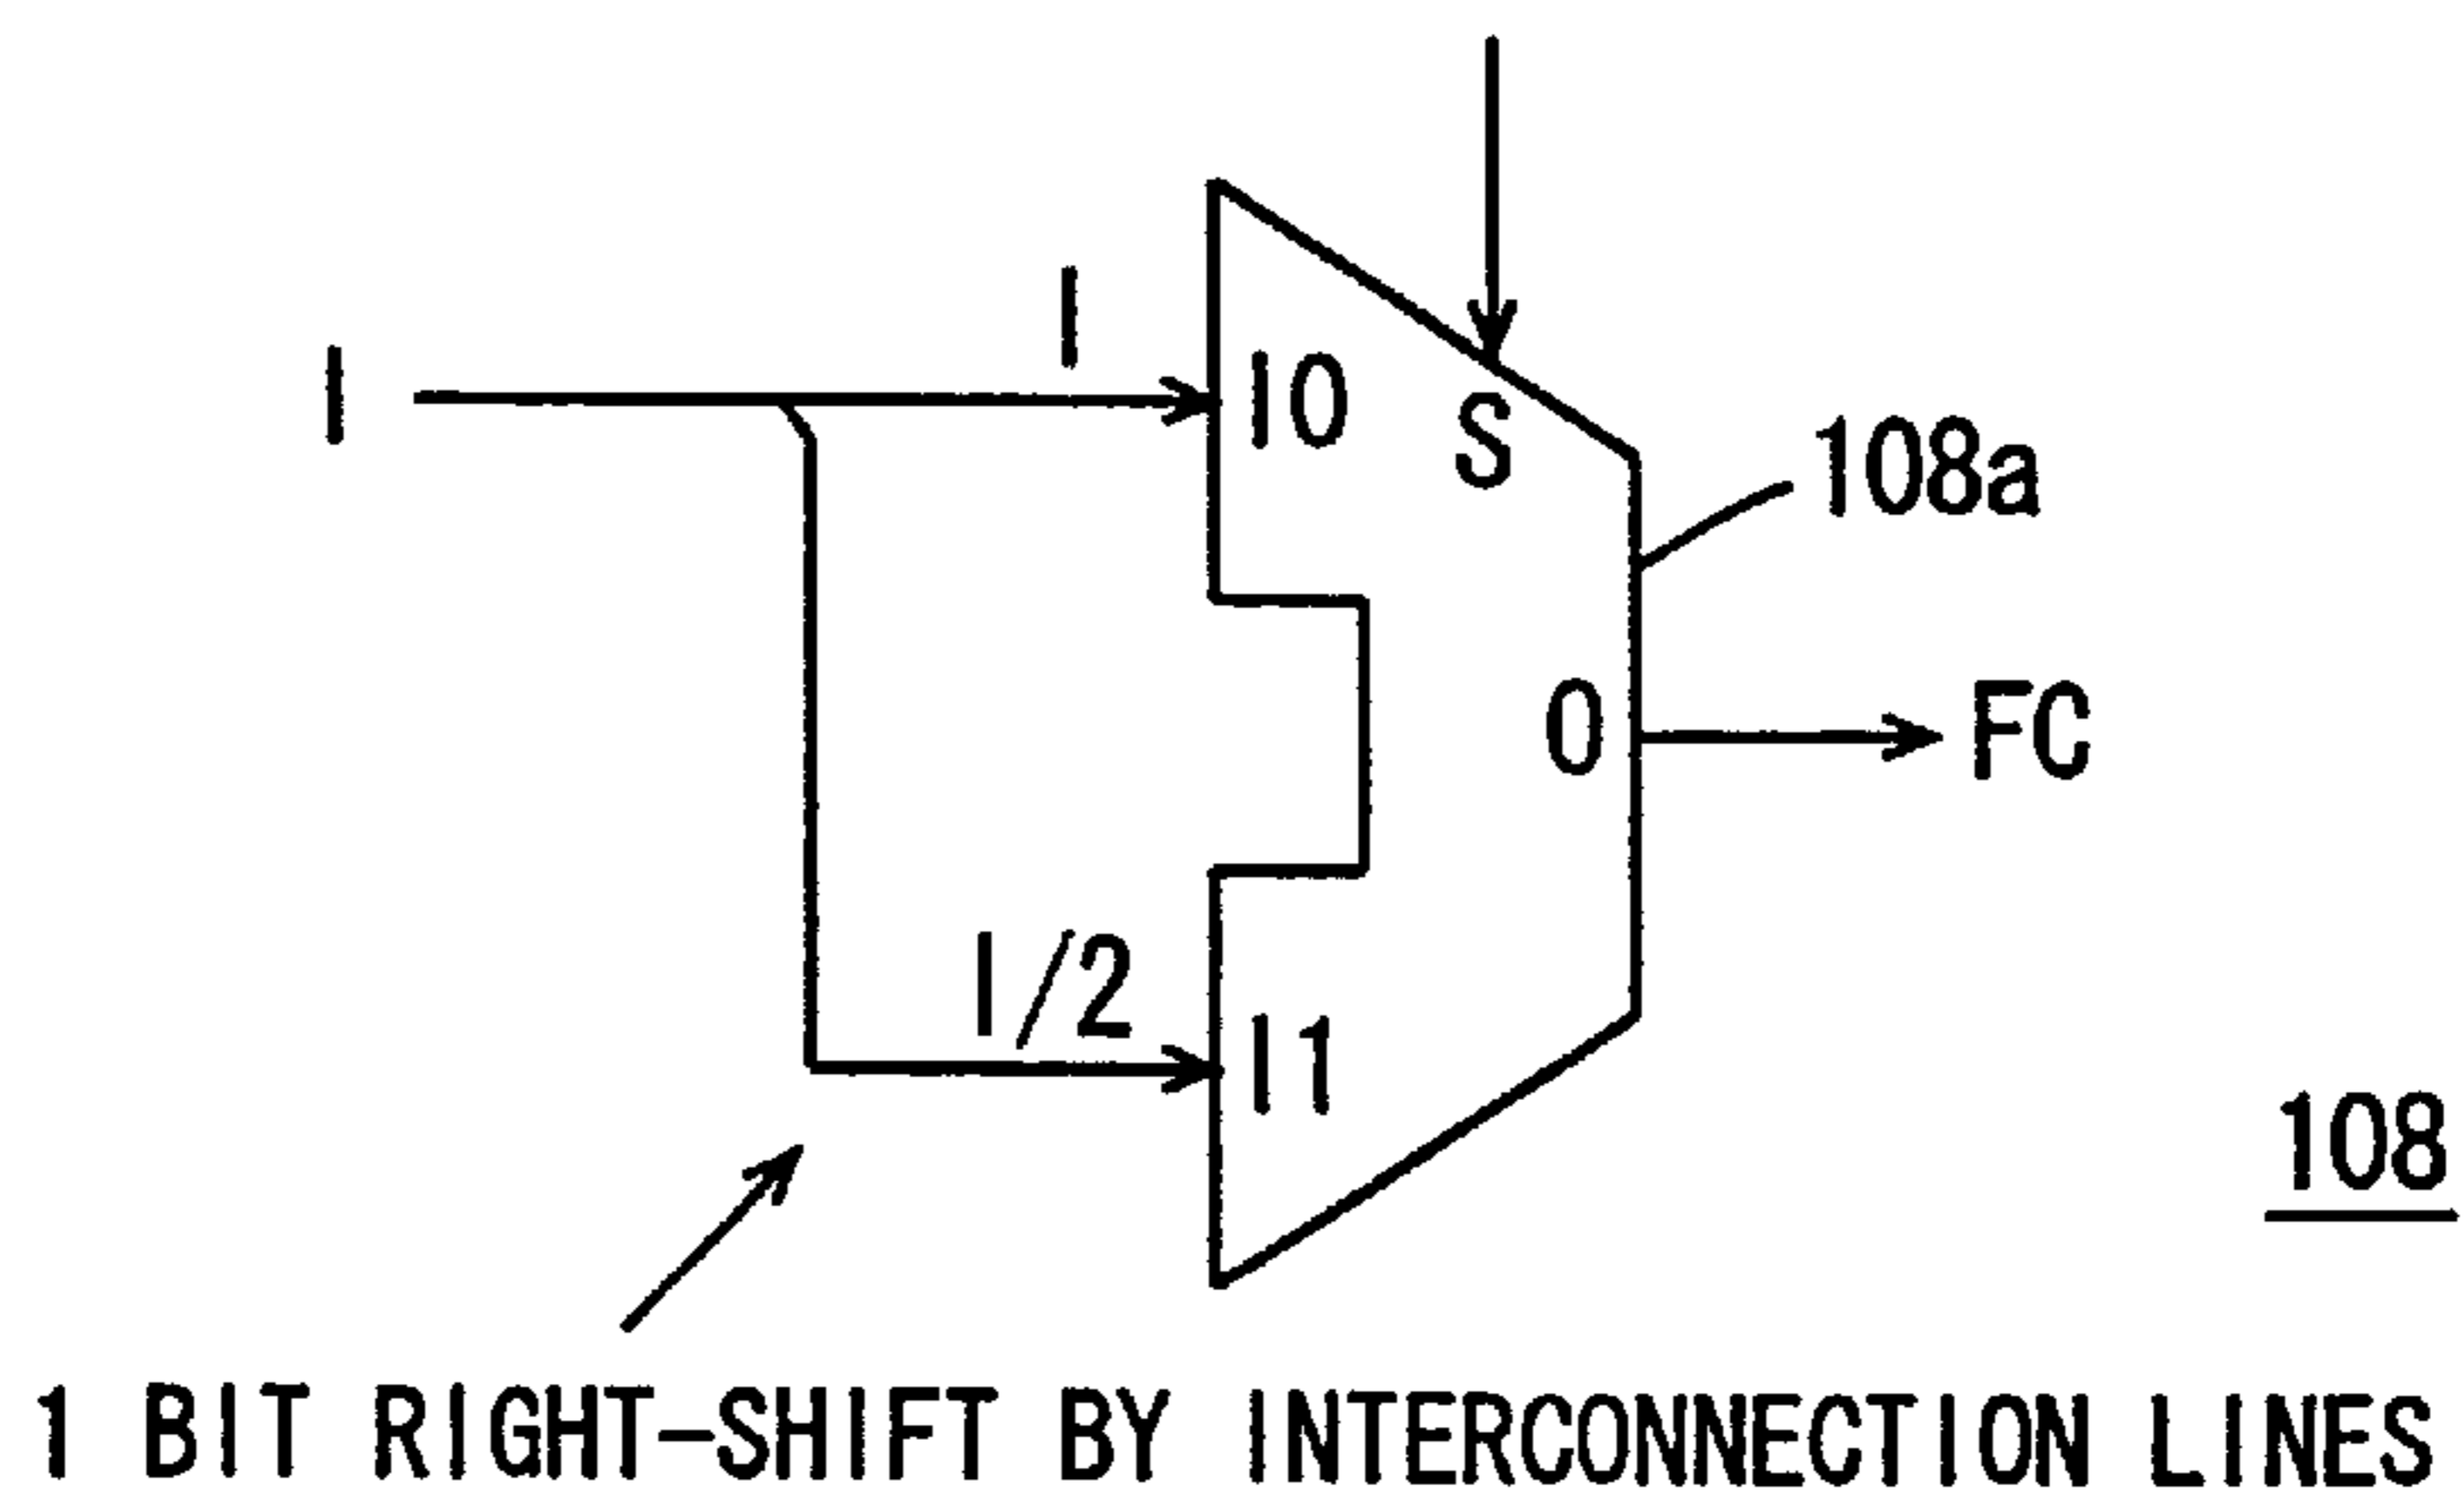 I
I
I0
S
108a
O
FC
I/2
I1
108
1 BIT RIGHT-SHIFT BY INTERCONNECTION LINES